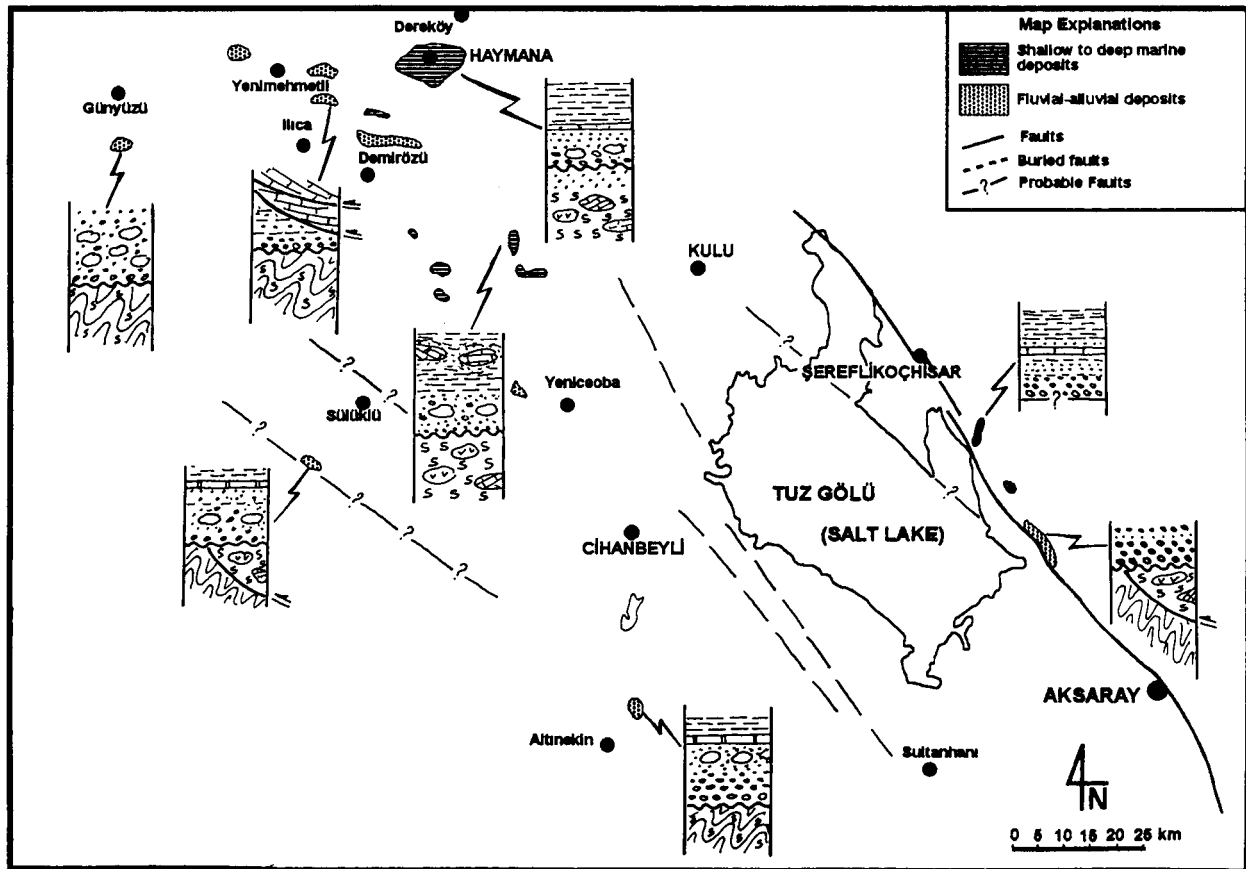 Dereköy
HAYMANA
Yenimehmetli
Günyüzü
Ilıca
Demirözü
Map Explanations
Shallow to deep marine
deposits
Fluvial-alluvial deposits
Faults
Buried faults
? Probable Faults
KULU
ŞEREFLİKOÇHİSAR
?
?
Sülüklü
Yeniceoba
?
?
?
?
?
?
?
TUZ GÖLÜ
(SALT LAKE)
CİHANBEYLİ
AKSARAY
Altınekin
Sultanhanı
N
0 5 10 15 20 25 km